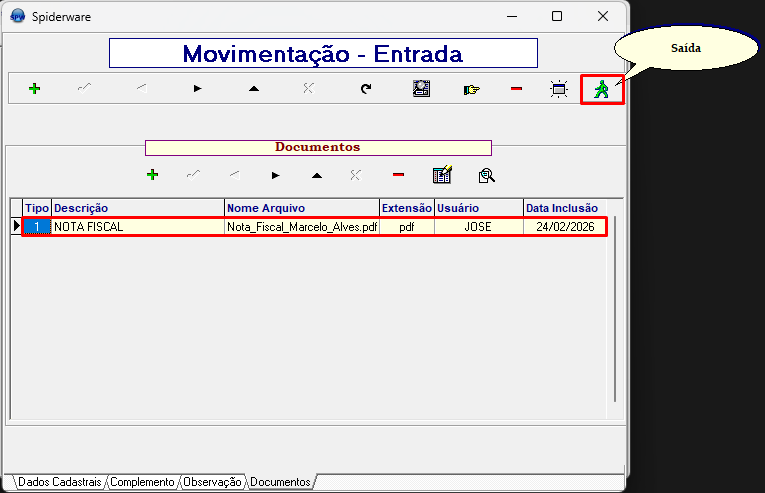 Spiderware
Saída
Movimentação - Entrada
Documentos
Tipo Descrição Nome Arquivo Extensão Usuário Data Inclusão
1 NOTA FISCAL Nota_Fiscal_Marcelo_Alves.pdf pdf JOSE 24/02/2026
Dados Cadastrais Complemento Observação Documentos